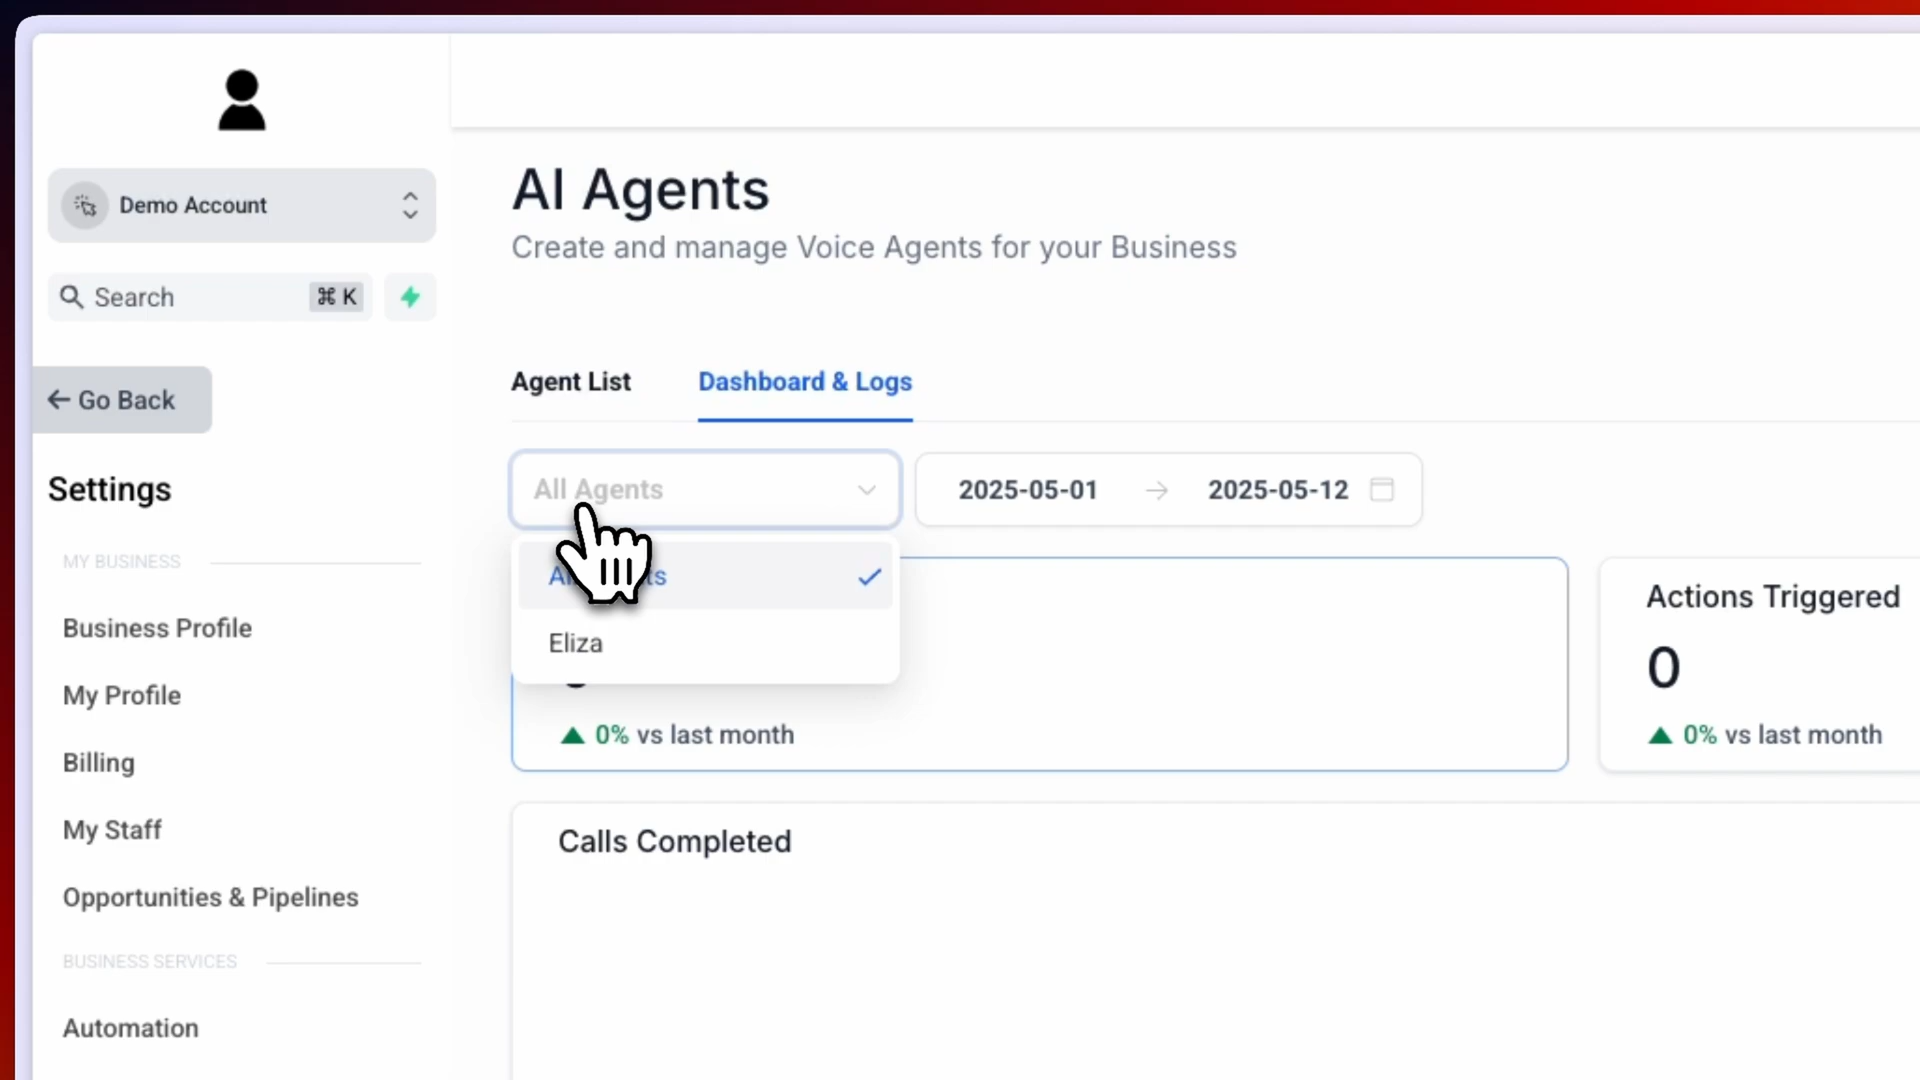 Demo Account
Search ⌘ K
← Go Back
Settings
MY BUSINESS
Business Profile
My Profile
Billing
My Staff
Opportunities & Pipelines
BUSINESS SERVICES
Automation
AI Agents
Create and manage Voice Agents for your Business
Agent List Dashboard & Logs
All Agents
2025-05-01 → 2025-05-12
Eliza
0% vs last month
Actions Triggered
0
0% vs last month
Calls Completed